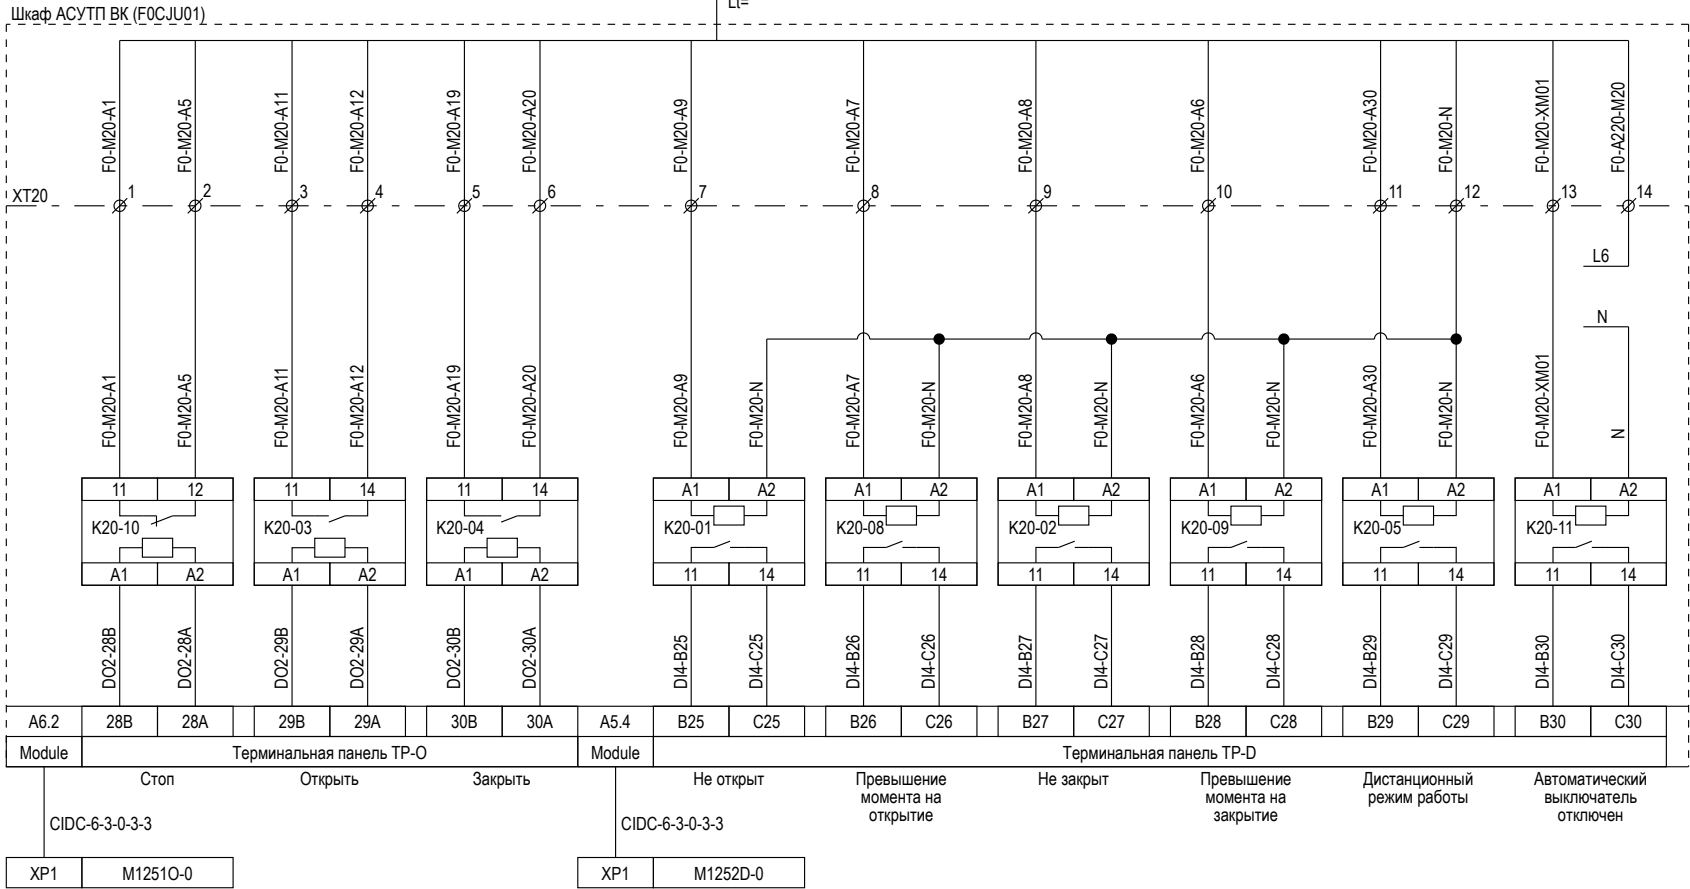 Lt=
Шкаф АСУТП ВК (F0CJU01)
F0-M20-A1 F0-M20-A5 F0-M20-A11 F0-M20-A12 F0-M20-A19 F0-M20-A20 F0-M20-A9 F0-M20-A7 F0-M20-A8 F0-M20-A6 F0-M20-A30 F0-M20-N F0-M20-XM01 F0-A220-M20
XT20 1 2 3 4 5 6 7 8 9 10 11 12 13 14
L6
N
F0-M20-A1 F0-M20-A5 F0-M20-A11 F0-M20-A12 F0-M20-A19 F0-M20-A20 F0-M20-A9 F0-M20-N F0-M20-A7 F0-M20-N F0-M20-A8 F0-M20-N F0-M20-A6 F0-M20-N F0-M20-A30 F0-M20-N F0-M20-XM01 N
11 12 11 14 11 14 A1 A2 A1 A2 A1 A2 A1 A2 A1 A2 A1 A2
K20-10 K20-03 K20-04 K20-01 K20-08 K20-02 K20-09 K20-05 K20-11
A1 A2 A1 A2 A1 A2 11 14 11 14 11 14 11 14 11 14 11 14
DO2-28B DO2-28A DO2-29B DO2-29A DO2-30B DO2-30A DI4-B25 DI4-C25 DI4-B26 DI4-C26 DI4-B27 DI4-C27 DI4-B28 DI4-C28 DI4-B29 DI4-C29 DI4-B30 DI4-C30
A6.2 28B 28A 29B 29A 30B 30A A5.4 B25 C25 B26 C26 B27 C27 B28 C28 B29 C29 B30 C30
Module Терминальная панель TP-O Module Терминальная панель TP-D
Стоп Открыть Закрыть Не открыт Превышение Не закрыт Превышение Дистанционный Автоматический
момента на момента на режим работы выключатель
открытие закрытие отключен
CIDC-6-3-0-3-3 CIDC-6-3-0-3-3
XP1 M1251O-0 XP1 M1252D-0